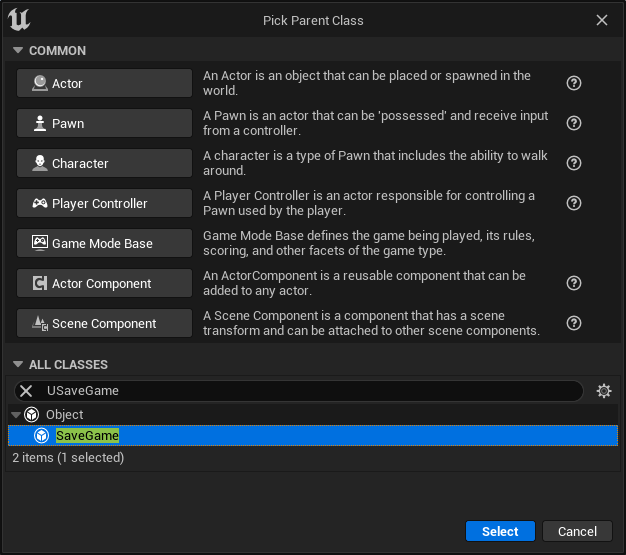 Pick Parent Class
COMMON
Actor
An Actor is an object that can be placed or spawned in the
world.
Pawn
A Pawn is an actor that can be 'possessed' and receive input
from a controller.
Character
A character is a type of Pawn that includes the ability to walk
around.
Player Controller
A Player Controller is an actor responsible for controlling a
Pawn used by the player.
Game Mode Base
Game Mode Base defines the game being played, its rules,
scoring, and other facets of the game type.
Actor Component
An ActorComponent is a reusable component that can be
added to any actor.
Scene Component
A Scene Component is a component that has a scene
transform and can be attached to other scene components.
ALL CLASSES
USaveGame
Object
SaveGame
2 items (1 selected)
Select
Cancel